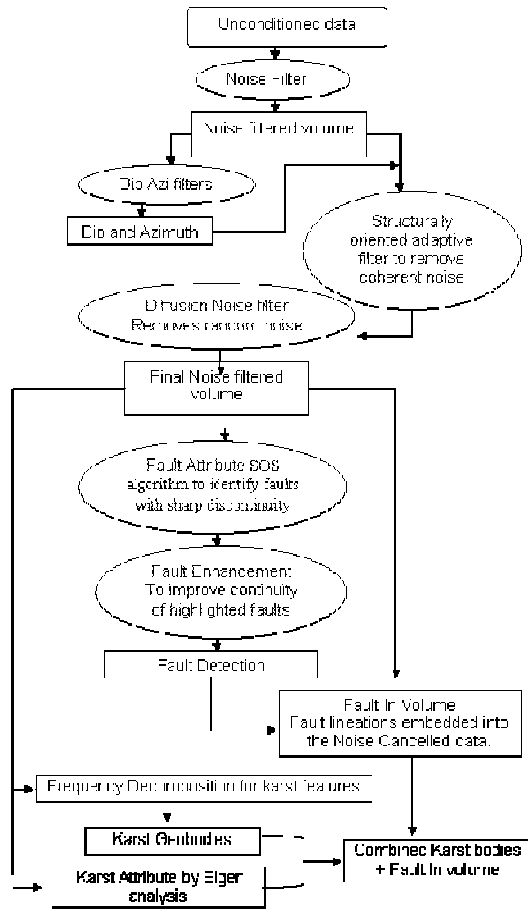 Unconditioned data
Noise Filter
Noise filtered volume
Dip Azi filters
Dip and Azimuth
Structurally
oriented adaptive
filter to remove
coherent noise
Diffusion Noise filter
Removes random noise
Final Noise filtered
volume
Fault Attribute SOS
algorithm to identify faults
with sharp discontinuity
Fault Enhancement
To improve continuity
of highlighted faults
Fault Detection
Fault In Volume
Fault lineations embedded into
the Noise Cancelled data.
Frequency Decomposition for karst features
Karst Geobodies
Karst Attribute by Eigen
analysis
Combined Karst bodies
+ Fault In volume